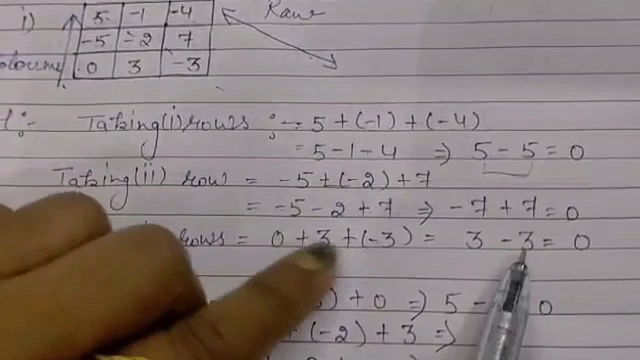 i) 5 -1 -4
-5 -2 7
0 3 -3
Taking (i) rows :- = 5 + (-1) + (-4)
= 5 - 1 - 4 ⇒ 5 - 5 = 0
Taking (ii) row = -5 + (-2) + 7
= -5 - 2 + 7 ⇒ -7 + 7 = 0
rows = 0 + 3 + (-3) = 3 - 3 = 0
) + 0 ⇒ 5 - 0
+ (-2) + 3 ⇒